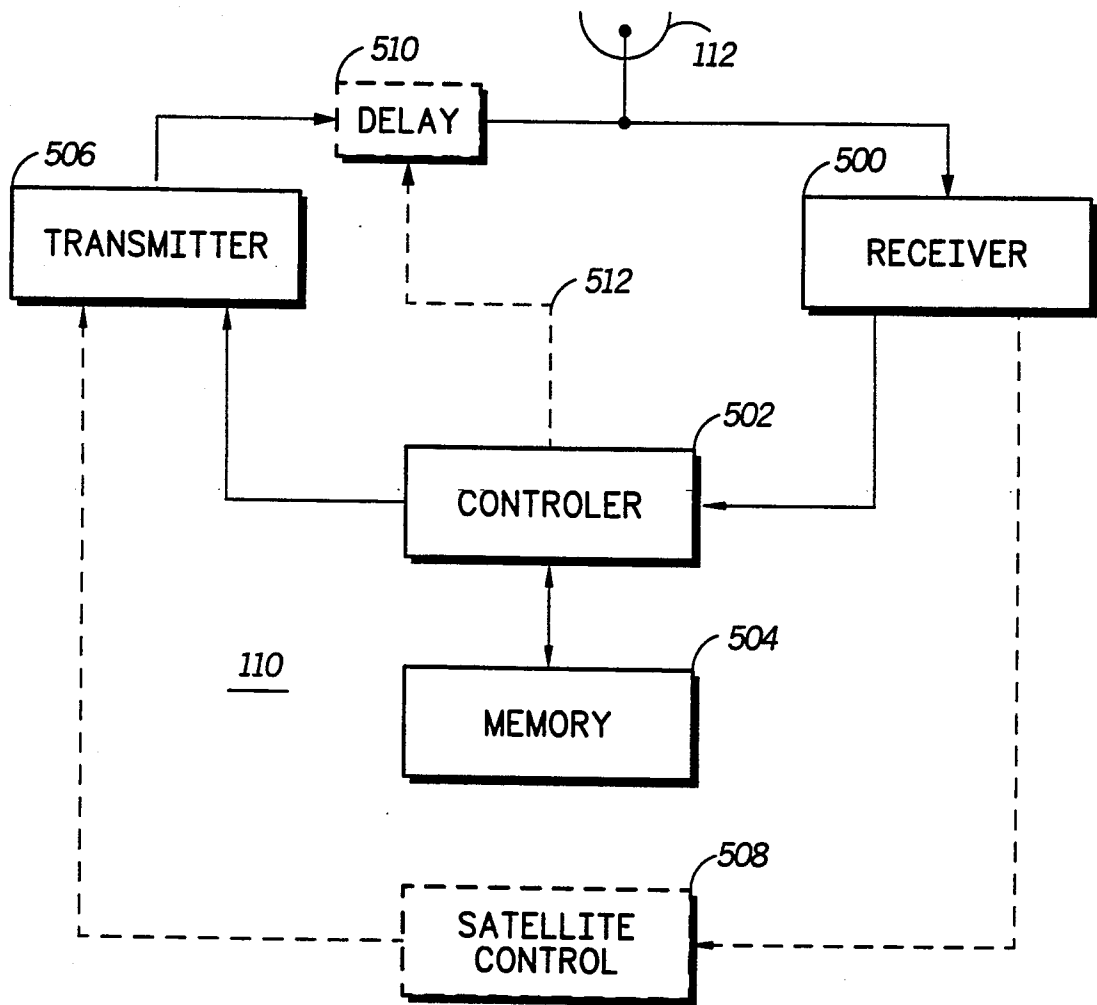 510
112
DELAY
506
500
TRANSMITTER
RECEIVER
512
502
CONTROLER
504
110
MEMORY
508
SATELLITE
CONTROL